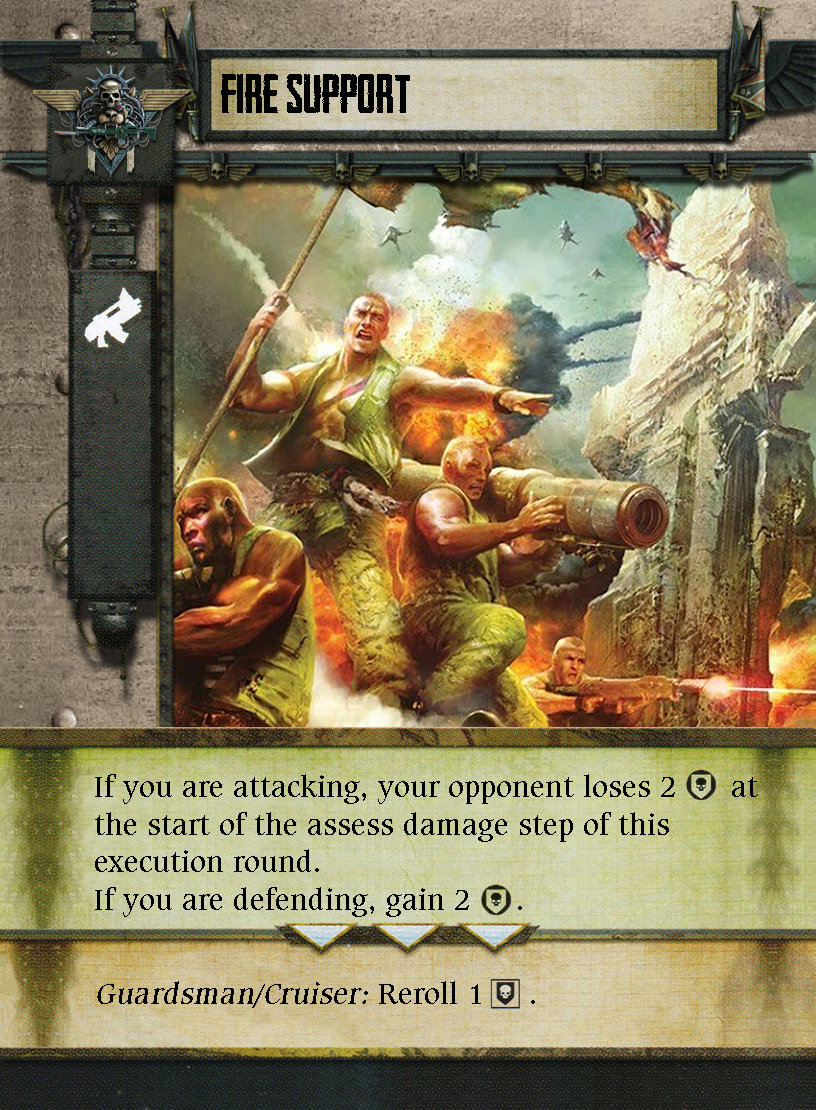 FIRE SUPPORT
If you are attacking, your opponent loses 2 at
the start of the assess damage step of this
execution round.
If you are defending, gain 2 .
Guardsman/Cruiser: Reroll 1 .